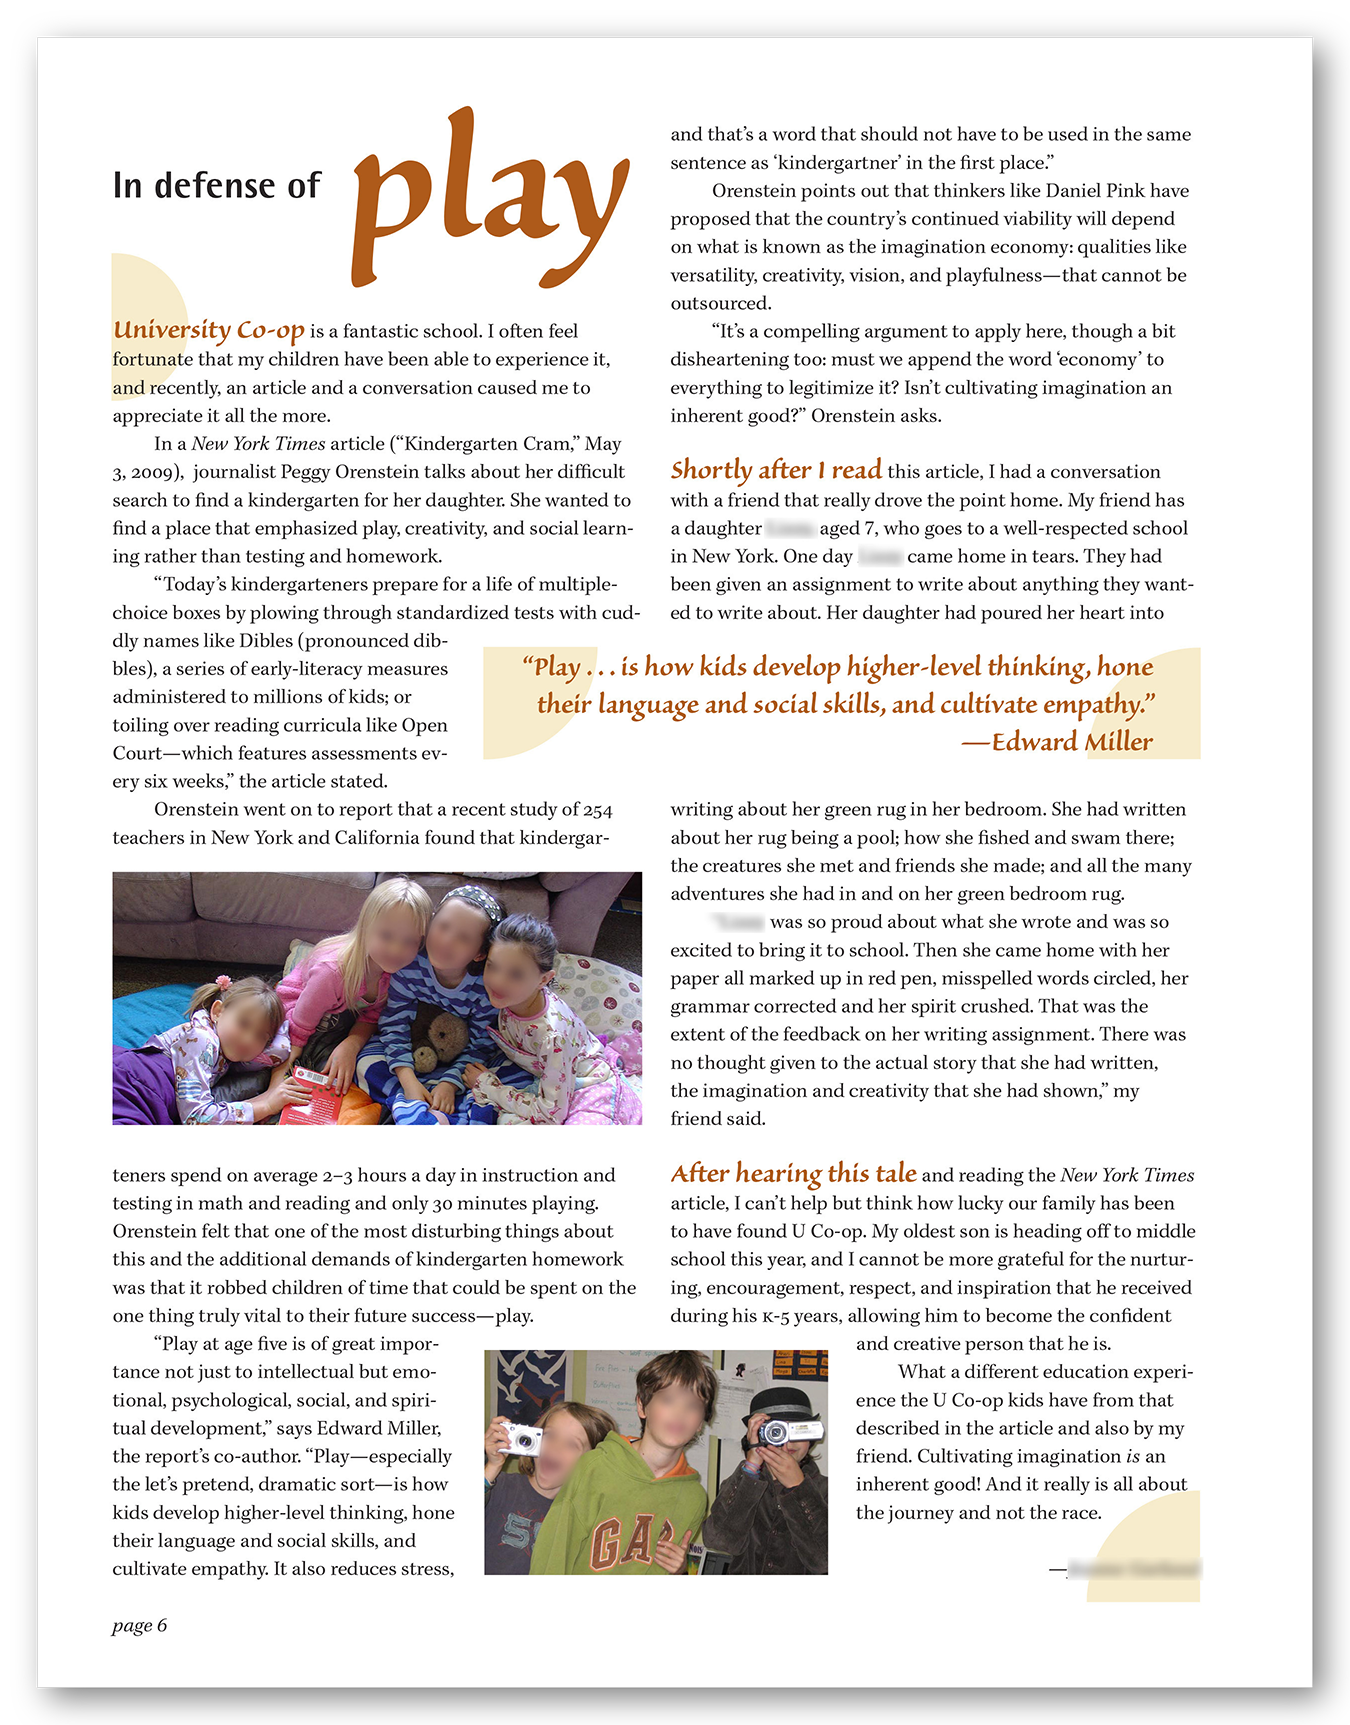 In defense of play
University Co-op is a fantastic school. I often feel
fortunate that my children have been able to experience it,
and recently, an article and a conversation caused me to
appreciate it all the more.
In a New York Times article (“Kindergarten Cram,” May
3, 2009), journalist Peggy Orenstein talks about her difficult
search to find a kindergarten for her daughter. She wanted to
find a place that emphasized play, creativity, and social learn-
ing rather than testing and homework.
“Today’s kindergarteners prepare for a life of multiple-
choice boxes by plowing through standardized tests with cud-
dly names like Dibles (pronounced dib-
bles), a series of early-literacy measures
administered to millions of kids; or
toiling over reading curricula like Open
Court—which features assessments ev-
ery six weeks,” the article stated.
Orenstein went on to report that a recent study of 254
teachers in New York and California found that kindergar-
teners spend on average 2–3 hours a day in instruction and
testing in math and reading and only 30 minutes playing.
Orenstein felt that one of the most disturbing things about
this and the additional demands of kindergarten homework
was that it robbed children of time that could be spent on the
one thing truly vital to their future success—play.
“Play at age five is of great impor-
tance not just to intellectual but emo-
tional, psychological, social, and spiri-
tual development,” says Edward Miller,
the report’s co-author. “Play—especially
the let’s pretend, dramatic sort—is how
kids develop higher-level thinking, hone
their language and social skills, and
cultivate empathy. It also reduces stress,
and that’s a word that should not have to be used in the same
sentence as ‘kindergartner’ in the first place.”
Orenstein points out that thinkers like Daniel Pink have
proposed that the country’s continued viability will depend
on what is known as the imagination economy: qualities like
versatility, creativity, vision, and playfulness—that cannot be
outsourced.
“It’s a compelling argument to apply here, though a bit
disheartening too: must we append the word ‘economy’ to
everything to legitimize it? Isn’t cultivating imagination an
inherent good?” Orenstein asks.
Shortly after I read this article, I had a conversation
with a friend that really drove the point home. My friend has
a daughter aged 7, who goes to a well-respected school
in New York. One day came home in tears. They had
been given an assignment to write about anything they want-
ed to write about. Her daughter had poured her heart into
“Play . . . is how kids develop higher-level thinking, hone
their language and social skills, and cultivate empathy.”
—Edward Miller
writing about her green rug in her bedroom. She had written
about her rug being a pool; how she fished and swam there;
the creatures she met and friends she made; and all the many
adventures she had in and on her green bedroom rug.
was so proud about what she wrote and was so
excited to bring it to school. Then she came home with her
paper all marked up in red pen, misspelled words circled, her
grammar corrected and her spirit crushed. That was the
extent of the feedback on her writing assignment. There was
no thought given to the actual story that she had written,
the imagination and creativity that she had shown,” my
friend said.
After hearing this tale and reading the New York Times
article, I can’t help but think how lucky our family has been
to have found U Co-op. My oldest son is heading off to middle
school this year, and I cannot be more grateful for the nurtur-
ing, encouragement, respect, and inspiration that he received
during his K-5 years, allowing him to become the confident
and creative person that he is.
What a different education experi-
ence the U Co-op kids have from that
described in the article and also by my
friend. Cultivating imagination is an
inherent good! And it really is all about
the journey and not the race.
—
GAP
page 6